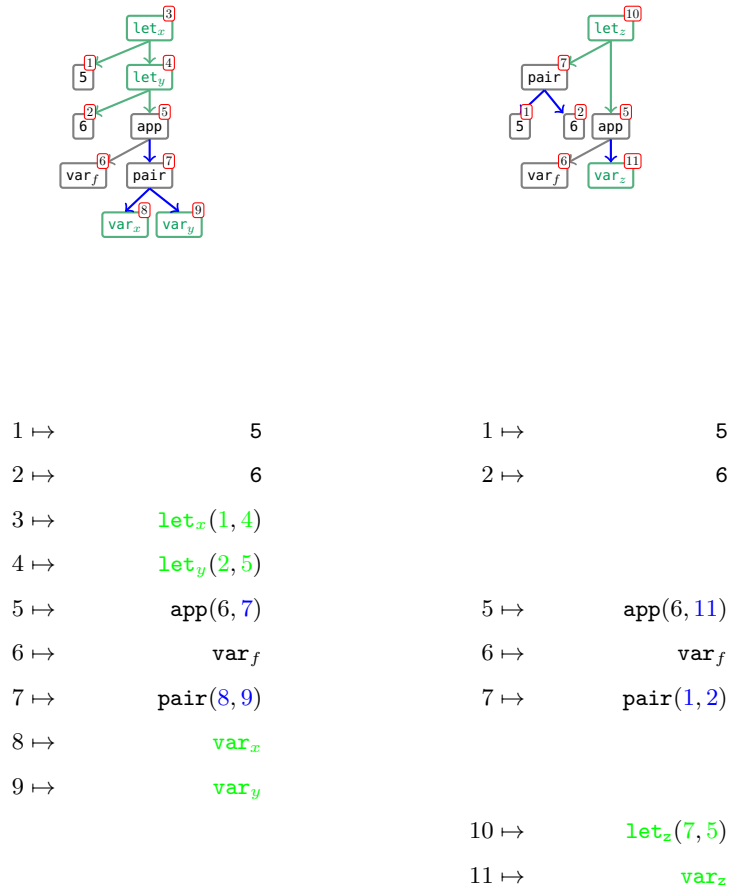 3 10
let_x let_z
1 4 7
5 let_y pair
2 5 1 2 5
6 app 5 6 app
6 7 6 11
var_f pair var_f var_z
8 9
var_x var_y
1 ↦ 5 1 ↦ 5
2 ↦ 6 2 ↦ 6
3 ↦ let_x(1, 4)
4 ↦ let_y(2, 5)
5 ↦ app(6, 7) 5 ↦ app(6, 11)
6 ↦ var_f 6 ↦ var_f
7 ↦ pair(8, 9) 7 ↦ pair(1, 2)
8 ↦ var_x
9 ↦ var_y
10 ↦ let_z(7, 5)
11 ↦ var_z